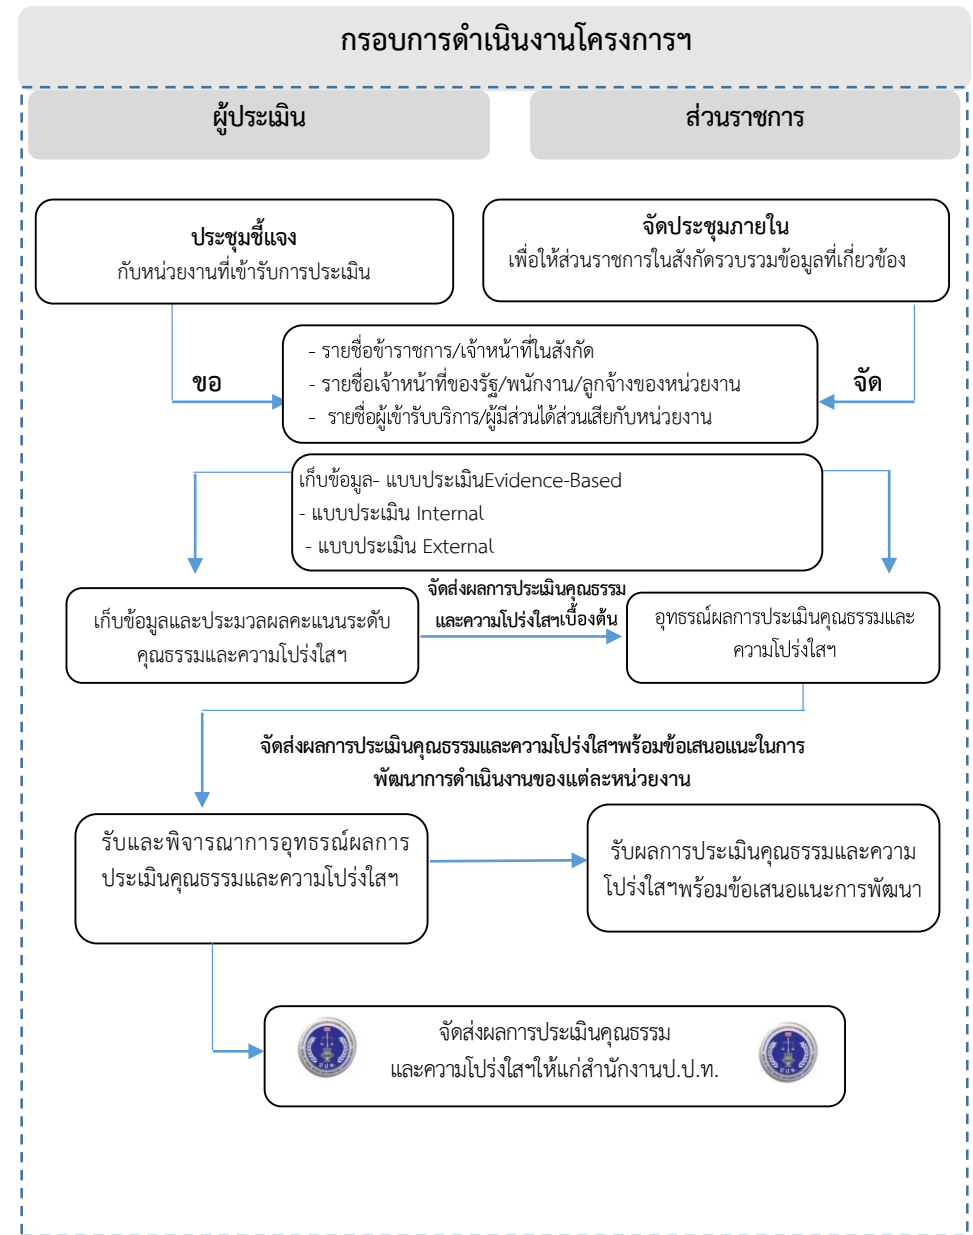 กรอบการดำเนินงานโครงการฯ
ผู้ประเมิน
ส่วนราชการ
ประชุมชี้แจง
กับหน่วยงานที่เข้ารับการประเมิน
จัดประชุมภายใน
เพื่อให้ส่วนราชการในสังกัดรวบรวมข้อมูลที่เกี่ยวข้อง
ขอ
- รายชื่อข้าราชการ/เจ้าหน้าที่ในสังกัด
- รายชื่อเจ้าหน้าที่ของรัฐ/พนักงาน/ลูกจ้างของหน่วยงาน
- รายชื่อผู้เข้ารับบริการ/ผู้มีส่วนได้ส่วนเสียกับหน่วยงาน
จัด
เก็บข้อมูล- แบบประเมินEvidence-Based
- แบบประเมิน Internal
- แบบประเมิน External
เก็บข้อมูลและประมวลผลคะแนนระดับ
คุณธรรมและความโปร่งใสฯ
จัดส่งผลการประเมินคุณธรรม
และความโปร่งใสฯเบื้องต้น
อุทธรณ์ผลการประเมินคุณธรรมและ
ความโปร่งใสฯ
จัดส่งผลการประเมินคุณธรรมและความโปร่งใสฯพร้อมข้อเสนอแนะในการ
พัฒนาการดำเนินงานของแต่ละหน่วยงาน
รับและพิจารณาการอุทธรณ์ผลการ
ประเมินคุณธรรมและความโปร่งใสฯ
รับผลการประเมินคุณธรรมและความ
โปร่งใสฯพร้อมข้อเสนอแนะการพัฒนา
จัดส่งผลการประเมินคุณธรรม
และความโปร่งใสฯให้แก่สำนักงานป.ป.ท.